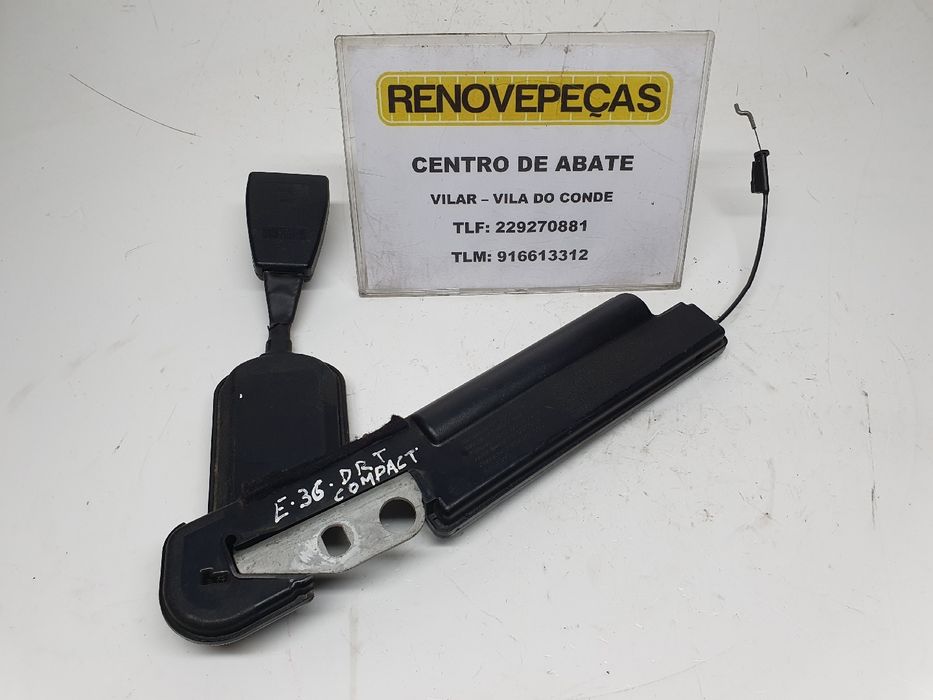 RENOVEPEÇAS
CENTRO DE ABATE
VILAR – VILA DO CONDE
TLF: 229270881
TLM: 916613312
E·36·DRT
COMPACT